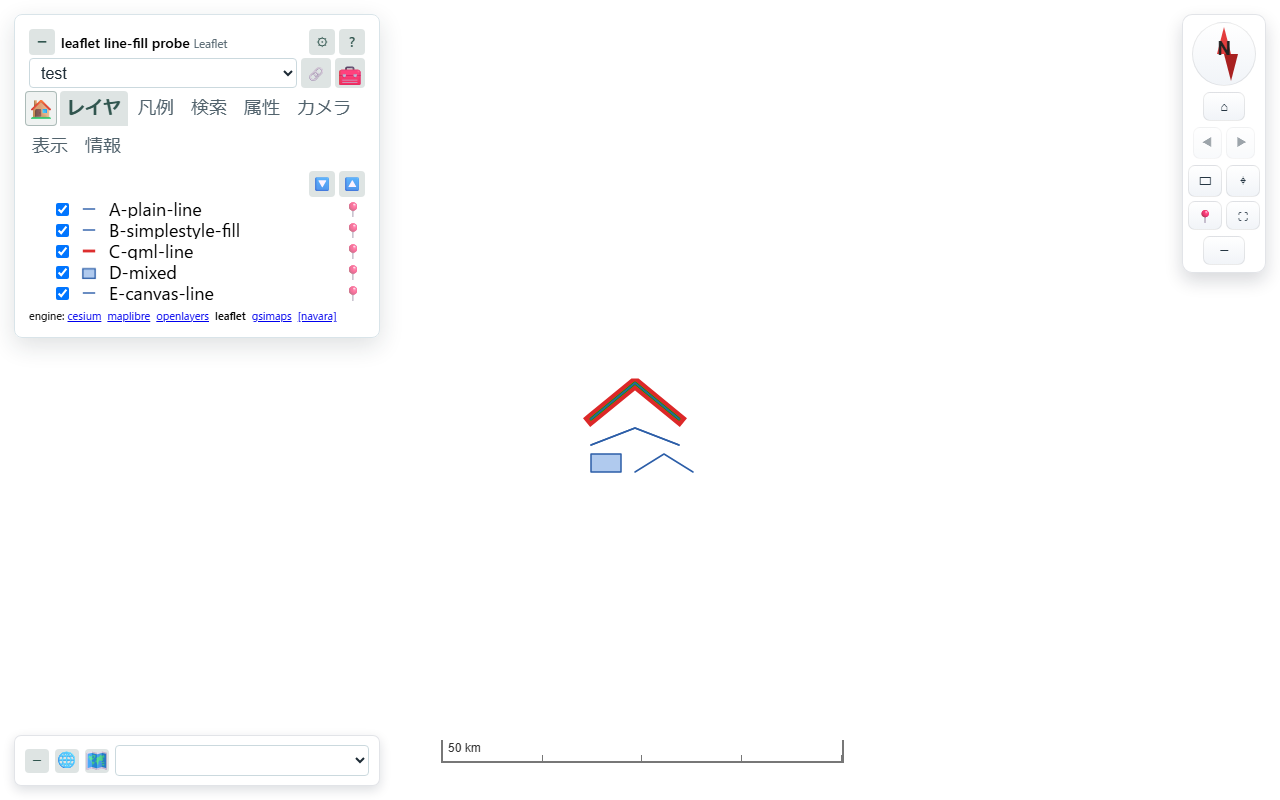 leaflet line-fill probe Leaflet ?
test
レイヤ 凡例 検索 属性 カメラ
表示 情報
A-plain-line
B-simplestyle-fill
C-qml-line
D-mixed
E-canvas-line
engine: cesium maplibre openlayers leaflet gsimaps [navara]
N
50 km